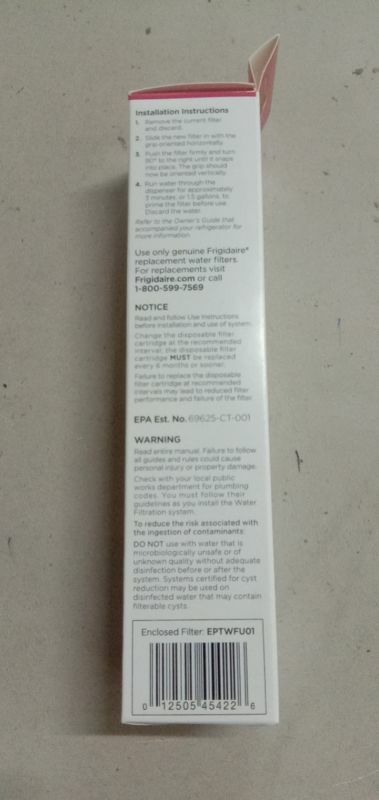 Installation Instructions
1. Remove the current filter
and discard.
2. Slide the new filter in with the
grip oriented horizontally.
3. Push the filter firmly and turn
90° to the right until it snaps
into place. The grip should
now be oriented vertically.
4. Run water through the
dispenser for approximately
3 minutes, or 1.5 gallons, to
prime the filter before use.
Discard the water.
Refer to the Owner's Guide that
accompanied your refrigerator for
more information.
Use only genuine Frigidaire®
replacement water filters.
For replacements visit
Frigidaire.com or call
1-800-599-7569
NOTICE
Read and follow Use Instructions
before installation and use of system.
Change the disposable filter
cartridge at the recommended
interval; the disposable filter
cartridge MUST be replaced
every 6 months or sooner.
Failure to replace the disposable
filter cartridge at recommended
intervals may lead to reduced filter
performance and failure of the filter.
EPA Est. No. 69625-CT-001
WARNING
Read entire manual. Failure to follow
all guides and rules could cause
personal injury or property damage.
Check with your local public
works department for plumbing
codes. You must follow their
guidelines as you install the Water
Filtration system.
To reduce the risk associated with
the ingestion of contaminants:
DO NOT use with water that is
microbiologically unsafe or of
unknown quality without adequate
disinfection before or after the
system. Systems certified for cyst
reduction may be used on
disinfected water that may contain
filterable cysts.
Enclosed Filter: EPTWFU01
0 12505 45422 6